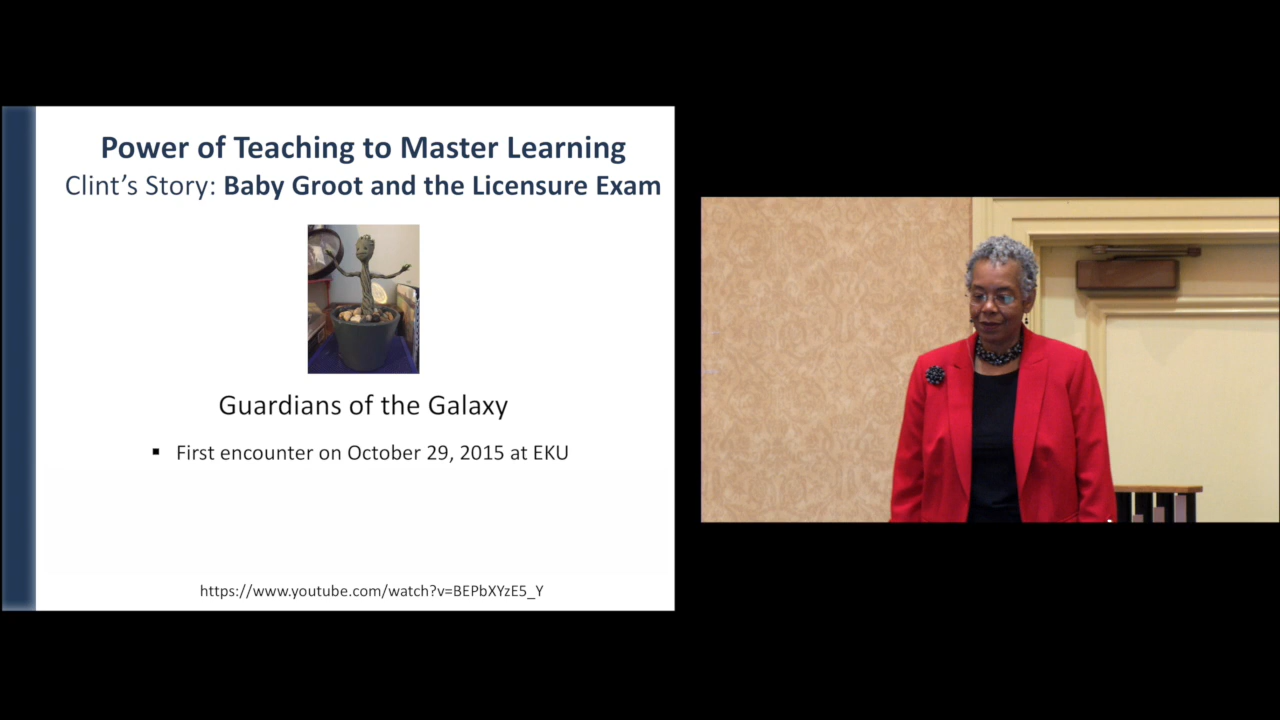 Power of Teaching to Master Learning
Clint's Story: Baby Groot and the Licensure Exam
Guardians of the Galaxy
▪ First encounter on October 29, 2015 at EKU
https://www.youtube.com/watch?v=BEPbXYzE5_Y